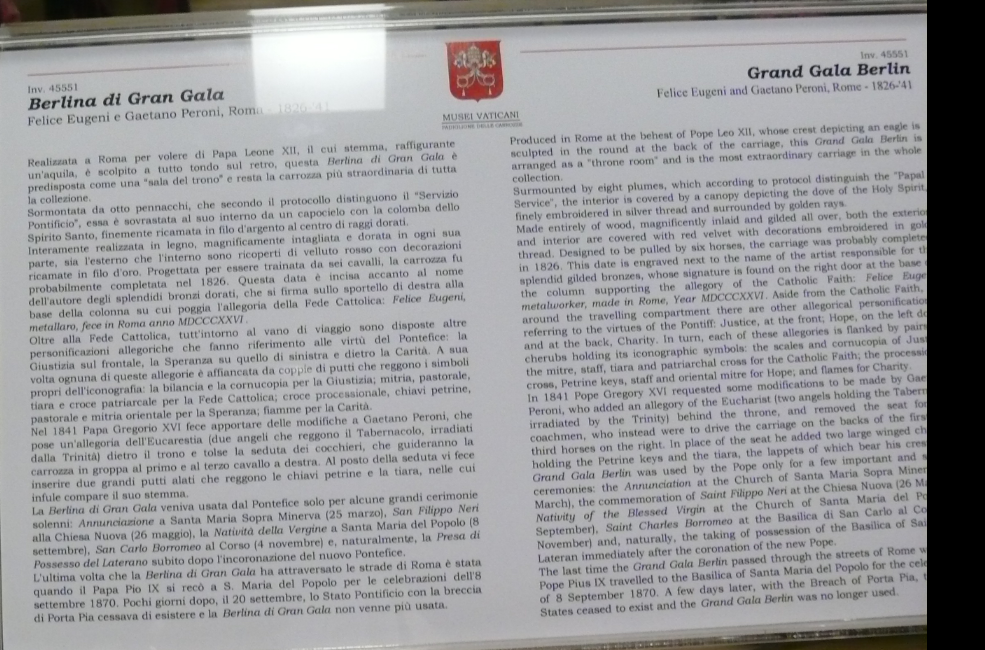 Inv. 45551
Berlina di Gran Gala
Felice Eugeni e Gaetano Peroni, Roma - 1826-'41
Realizzata a Roma per volere di Papa Leone XII, il cui stemma, raffigurante
un'aquila, è scolpito a tutto tondo sul retro, questa Berlina di Gran Gala è
predisposta come una "sala del trono" e resta la carrozza più straordinaria di tutta
la collezione.
Sormontata da otto pennacchi, che secondo il protocollo distinguono il "Servizio
Pontificio", essa è sovrastata al suo interno da un capocielo con la colomba dello
Spirito Santo, finemente ricamata in filo d'argento al centro di raggi dorati.
Interamente realizzata in legno, magnificamente intagliata e dorata in ogni sua
parte, sia l'esterno che l'interno sono ricoperti di velluto rosso con decorazioni
ricamate in filo d'oro. Progettata per essere trainata da sei cavalli, la carrozza fu
probabilmente completata nel 1826. Questa data è incisa accanto al nome
dell'autore degli splendidi bronzi dorati, che si firma sullo sportello di destra alla
base della colonna su cui poggia l'allegoria della Fede Cattolica: Felice Eugeni,
metallaro, fece in Roma anno MDCCCXXVI.
Oltre alla Fede Cattolica, tutt'intorno al vano di viaggio sono disposte altre
personificazioni allegoriche che fanno riferimento alle virtù del Pontefice: la
Giustizia sul frontale, la Speranza su quello di sinistra e dietro la Carità. A sua
volta ognuna di queste allegorie è affiancata da coppie di putti che reggono i simboli
propri dell'iconografia: la bilancia e la cornucopia per la Giustizia; mitria, pastorale,
tiara e croce patriarcale per la Fede Cattolica; croce processionale, chiavi petrine,
pastorale e mitria orientale per la Speranza; fiamme per la Carità.
Nel 1841 Papa Gregorio XVI fece apportare delle modifiche a Gaetano Peroni, che
pose un'allegoria dell'Eucarestia (due angeli che reggono il Tabernacolo, irradiati
dalla Trinità) dietro il trono e tolse la seduta dei cocchieri, che guideranno la
carrozza in groppa al primo e al terzo cavallo a destra. Al posto della seduta vi fece
inserire due grandi putti alati che reggono le chiavi petrine e la tiara, nelle cui
infule compare il suo stemma.
La Berlina di Gran Gala veniva usata dal Pontefice solo per alcune grandi cerimonie
solenni: Annunciazione a Santa Maria Sopra Minerva (25 marzo), San Filippo Neri
alla Chiesa Nuova (26 maggio), la Natività della Vergine a Santa Maria del Popolo (8
settembre), San Carlo Borromeo al Corso (4 novembre) e, naturalmente, la Presa di
Possesso del Laterano subito dopo l'incoronazione del nuovo Pontefice.
L'ultima volta che la Berlina di Gran Gala ha attraversato le strade di Roma è stata
quando il Papa Pio IX si recò a S. Maria del Popolo per le celebrazioni dell'8
settembre 1870. Pochi giorni dopo, il 20 settembre, lo Stato Pontificio con la breccia
di Porta Pia cessava di esistere e la Berlina di Gran Gala non venne più usata.
MUSEI VATICANI
PADIGLIONE DELLE CARROZZE
Inv. 45551
Grand Gala Berlin
Felice Eugeni and Gaetano Peroni, Rome - 1826-'41
Produced in Rome at the behest of Pope Leo XII, whose crest depicting an eagle is
sculpted in the round at the back of the carriage, this Grand Gala Berlin is
arranged as a "throne room" and is the most extraordinary carriage in the whole
collection.
Surmounted by eight plumes, which according to protocol distinguish the "Papal
Service", the interior is covered by a canopy depicting the dove of the Holy Spirit,
finely embroidered in silver thread and surrounded by golden rays.
Made entirely of wood, magnificently inlaid and gilded all over, both the exterior
and interior are covered with red velvet with decorations embroidered in gold
thread. Designed to be pulled by six horses, the carriage was probably complete
in 1826. This date is engraved next to the name of the artist responsible for th
splendid gilded bronzes, whose signature is found on the right door at the base
the column supporting the allegory of the Catholic Faith: Felice Euge
metalworker, made in Rome, Year MDCCCXXVI. Aside from the Catholic Faith,
around the travelling compartment there are other allegorical personification
referring to the virtues of the Pontiff: Justice, at the front; Hope, on the left do
and at the back, Charity. In turn, each of these allegories is flanked by pairs
cherubs holding its iconographic symbols: the scales and cornucopia of Just
the mitre, staff, tiara and patriarchal cross for the Catholic Faith; the processio
cross, Petrine keys, staff and oriental mitre for Hope; and flames for Charity.
In 1841 Pope Gregory XVI requested some modifications to be made by Gae
Peroni, who added an allegory of the Eucharist (two angels holding the Tabern
irradiated by the Trinity) behind the throne, and removed the seat for
coachmen, who instead were to drive the carriage on the backs of the first
third horses on the right. In place of the seat he added two large winged ch
holding the Petrine keys and the tiara, the lappets of which bear his cres
Grand Gala Berlin was used by the Pope only for a few important and s
ceremonies: the Annunciation at the Church of Santa Maria Sopra Miner
March), the commemoration of Saint Filippo Neri at the Chiesa Nuova (26 Ma
Nativity of the Blessed Virgin at the Church of Santa Maria del Po
September), Saint Charles Borromeo at the Basilica di San Carlo al Co
November) and, naturally, the taking of possession of the Basilica of Sai
Lateran immediately after the coronation of the new Pope.
The last time the Grand Gala Berlin passed through the streets of Rome w
Pope Pius IX travelled to the Basilica of Santa Maria del Popolo for the cele
of 8 September 1870. A few days later, with the Breach of Porta Pia, t
States ceased to exist and the Grand Gala Berlin was no longer used.